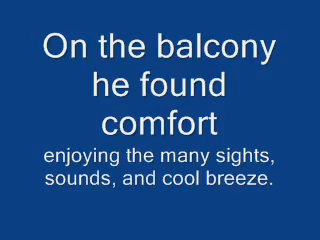 On the balcony
he found
comfort
enjoying the many sights,
sounds, and cool breeze.